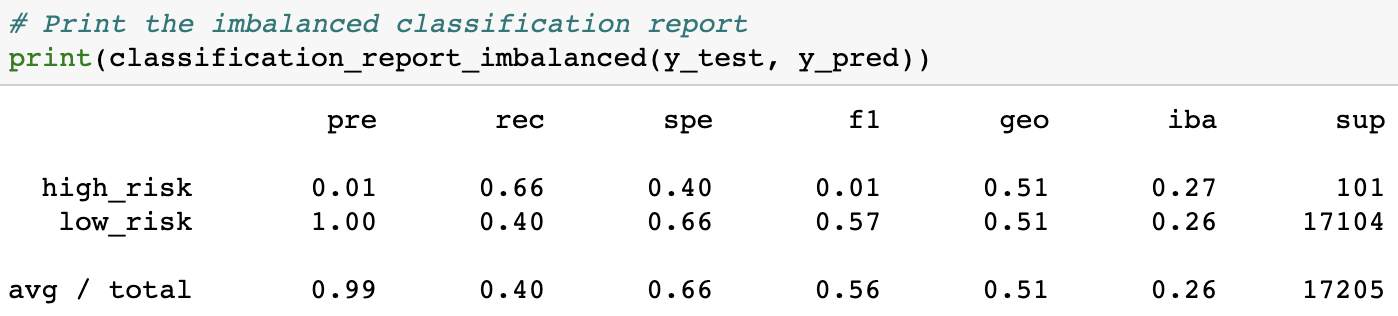 # Print the imbalanced classification report
print(classification_report_imbalanced(y_test, y_pred))
pre rec spe f1 geo iba sup
high_risk 0.01 0.66 0.40 0.01 0.51 0.27 101
low_risk 1.00 0.40 0.66 0.57 0.51 0.26 17104
avg / total 0.99 0.40 0.66 0.56 0.51 0.26 17205